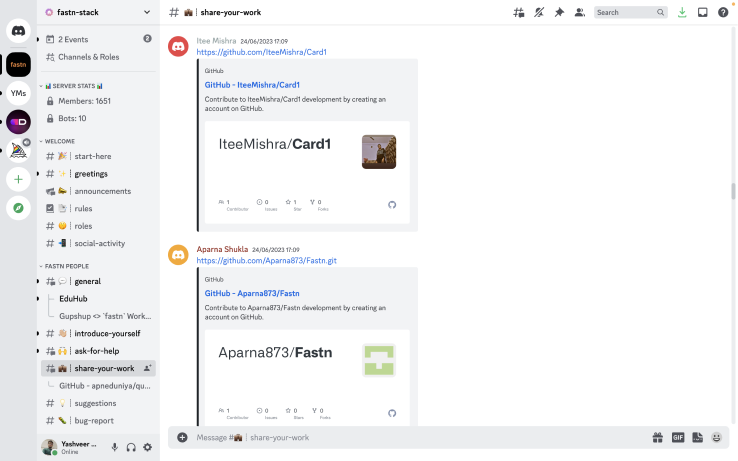 fastn-stack
# | share-your-work
Search
2 Events
2
Channels & Roles
fastn
SERVER STATS
YMs
Members: 1651
Bots: 10
D
WELCOME
start-here
greetings
announcements
rules
roles
social-activity
FASTN PEOPLE
general
EduHub
Gupshup <> `fastn` Work...
introduce-yourself
ask-for-help
share-your-work
GitHub - apneduniya/qu...
suggestions
bug-report
Yashveer ...
Online
Itee Mishra 24/06/2023 17:09
https://github.com/IteeMishra/Card1
GitHub
GitHub - IteeMishra/Card1
Contribute to IteeMishra/Card1 development by creating an
account on GitHub.
IteeMishra/Card1
1 0 1 0
Contributor Issues Star Forks
Aparna Shukla 24/06/2023 17:09
https://github.com/Aparna873/Fastn.git
GitHub
GitHub - Aparna873/Fastn
Contribute to Aparna873/Fastn development by creating an
account on GitHub.
Aparna873/Fastn
1 0 0 0
Contributor Issues Stars Forks
Message # | share-your-work
GIF